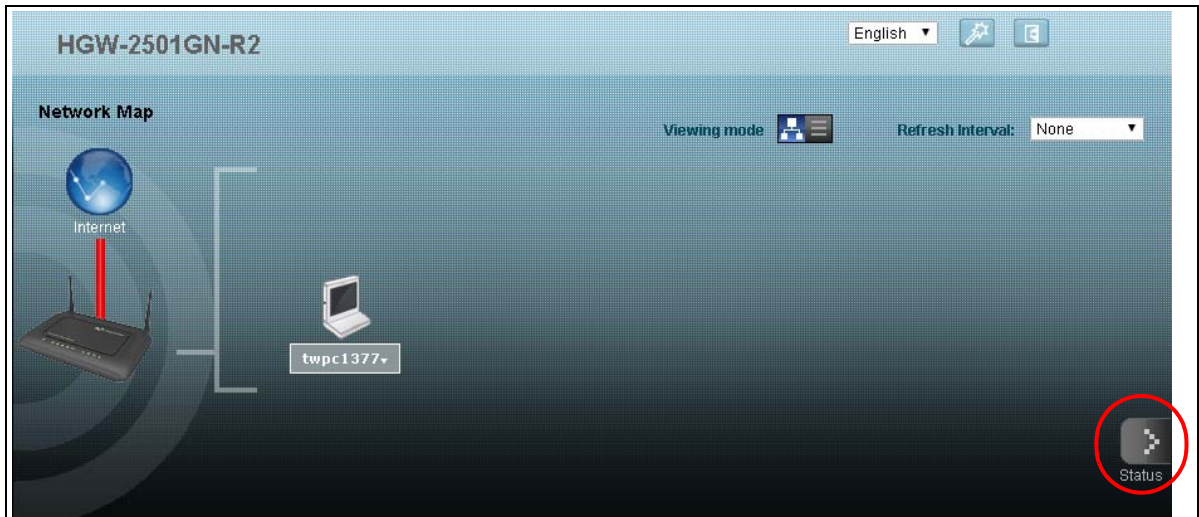 HGW-2501GN-R2
English
Network Map
Viewing mode
Refresh Interval: None
Internet
twpc1377
Status